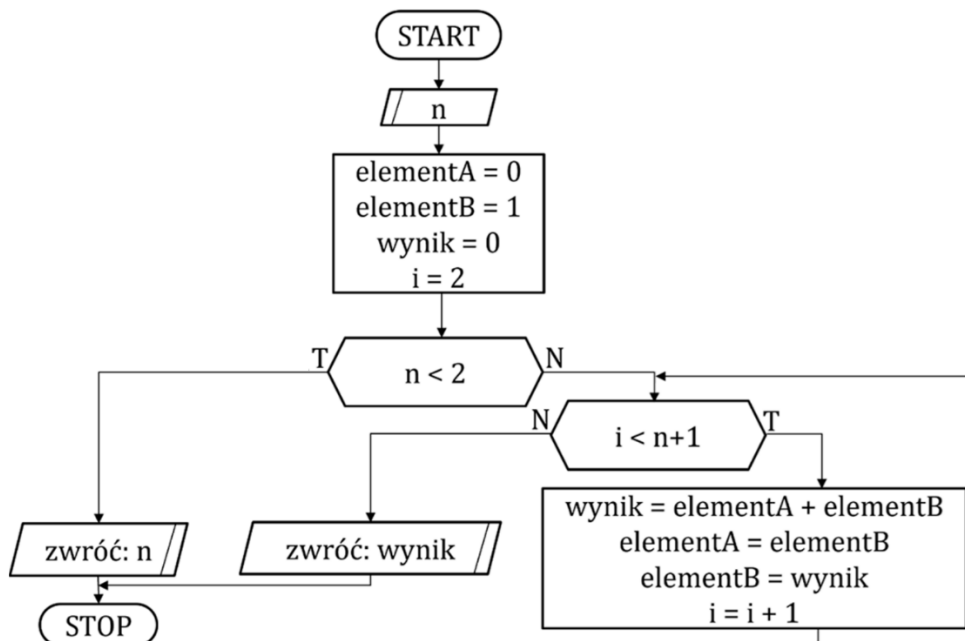 START
n
elementA = 0
elementB = 1
wynik = 0
i = 2
T
N
n < 2
N
T
i < n+1
wynik = elementA + elementB
elementA = elementB
elementB = wynik
i = i + 1
zwróć: n
zwróć: wynik
STOP